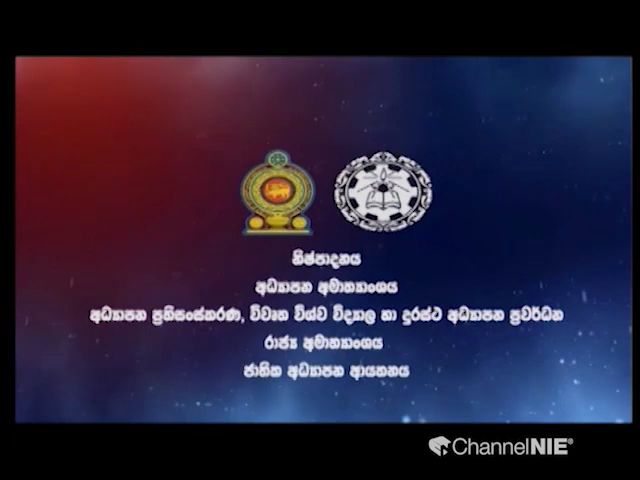 නිෂ්පාදනය
අධ්‍යාපන අමාත්‍යාංශය
අධ්‍යාපන ප්‍රතිසංස්කරණ, විවෘත විශ්ව විද්‍යාල හා දුරස්ථ අධ්‍යාපන ප්‍රවර්ධන
රාජ්‍ය අමාත්‍යාංශය
ජාතික අධ්‍යාපන ආයතනය
ChannelNIE®